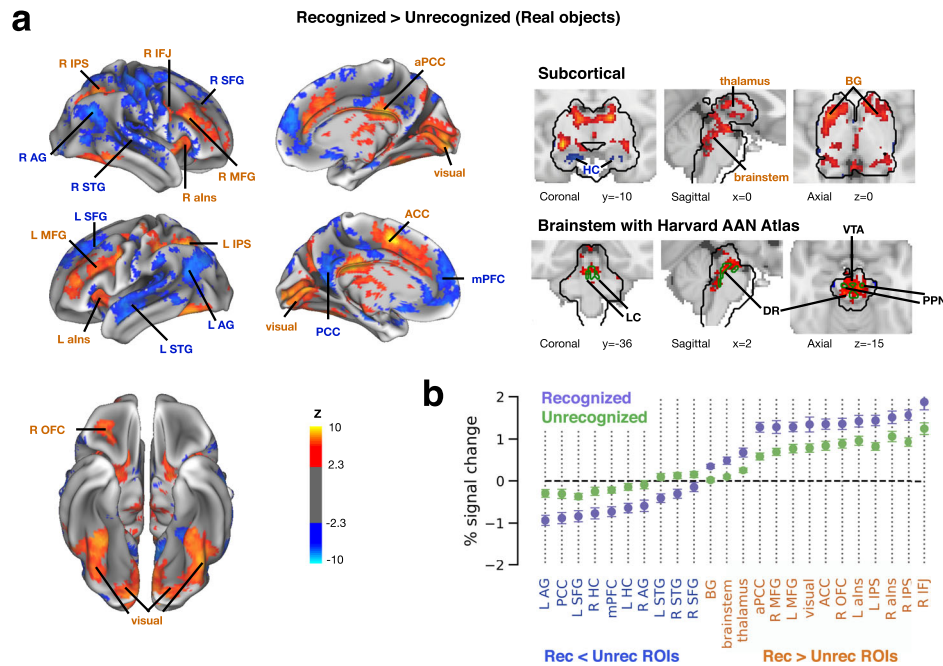 a
Recognized > Unrecognized (Real objects)
R IPS
R IFJ
R SFG
R AG
R STG
R MFG
R aIns
aPCC
visual
L SFG
L MFG
L IPS
L aIns
L AG
L STG
ACC
mPFC
visual
PCC
R OFC
visual
Z
10
2.3
-2.3
-10
Subcortical
thalamus
BG
HC
brainstem
Coronal y=-10
Sagittal x=0
Axial z=0
Brainstem with Harvard AAN Atlas
VTA
LC
DR
PPN
Coronal y=-36
Sagittal x=2
Axial z=-15
b
Recognized
Unrecognized
% signal change
2
1
0
−1
−2
L AG
PCC
L SFG
R HC
mPFC
L HC
R AG
L STG
R STG
R SFG
BG
brainstem
thalamus
aPCC
R MFG
L MFG
visual
ACC
R OFC
L aIns
L IPS
R aIns
R IPS
R IFJ
Rec < Unrec ROIs
Rec > Unrec ROIs